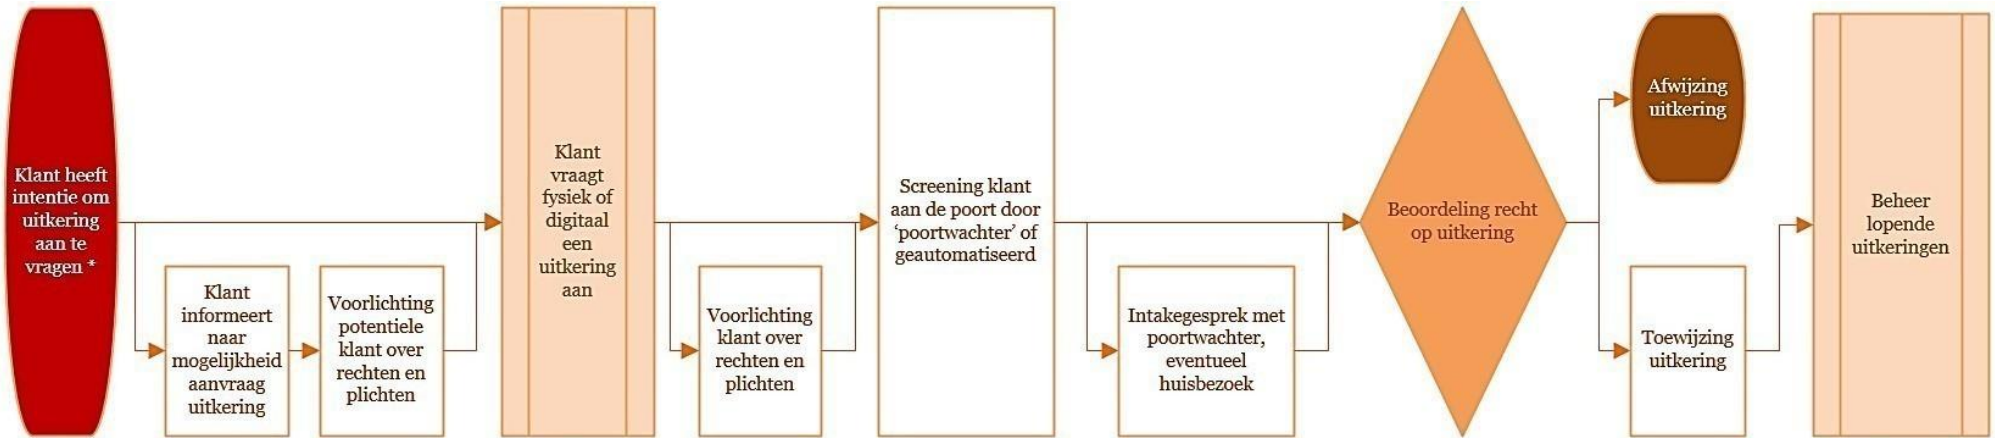 Klant heeft
intentie om
uitkering
aan te
vragen *
Klant
informeert
naar
mogelijkheid
aanvraag
uitkering
Voorlichting
potentiele
klant over
rechten en
plichten
Klant
vraagt
fysiek of
digitaal
een
uitkering
aan
Voorlichting
klant over
rechten en
plichten
Screening klant
aan de poort door
‘poortwachter’ of
geautomatiseerd
Intakegesprek met
poortwachter,
eventueel
huisbezoek
Beoordeling recht
op uitkering
Afwijzing
uitkering
Toewijzing
uitkering
Beheer
lopende
uitkeringen